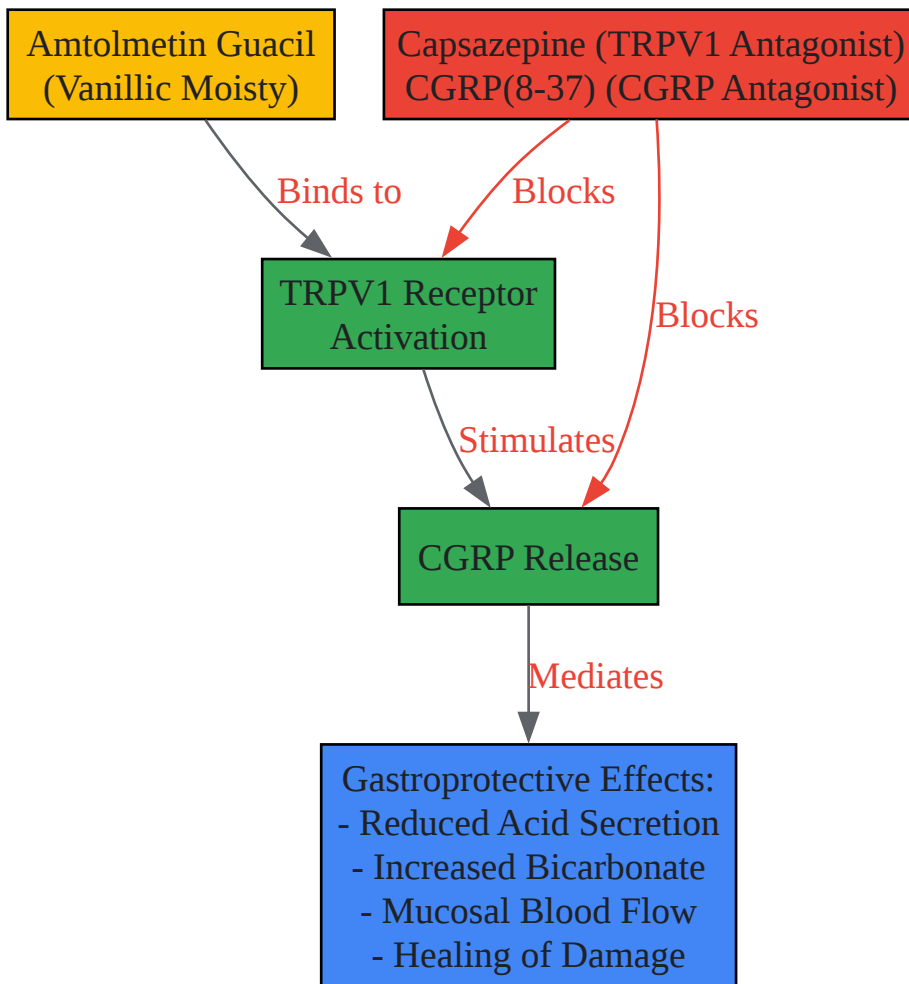 Amtolmetin Guacil
(Vanillic Moisty)
Capsazepine (TRPV1 Antagonist)
CGRP(8-37) (CGRP Antagonist)
Binds to
Blocks
TRPV1 Receptor
Activation
Blocks
Stimulates
CGRP Release
Mediates
Gastroprotective Effects:
- Reduced Acid Secretion
- Increased Bicarbonate
- Mucosal Blood Flow
- Healing of Damage